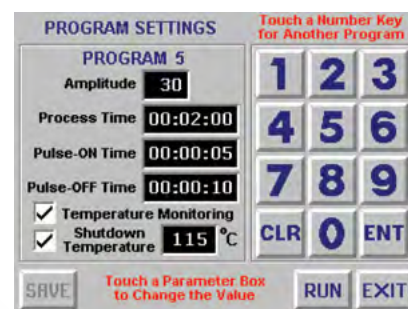 PROGRAM SETTINGS
Touch a Number Key
for Another Program
PROGRAM 5
Amplitude 30
Process Time 00:02:00
Pulse-ON Time 00:00:05
Pulse-OFF Time 00:00:10
Temperature Monitoring
Shutdown
Temperature 115 °C
1 2 3
4 5 6
7 8 9
CLR 0 ENT
SAVE
Touch a Parameter Box
to Change the Value
RUN EXIT